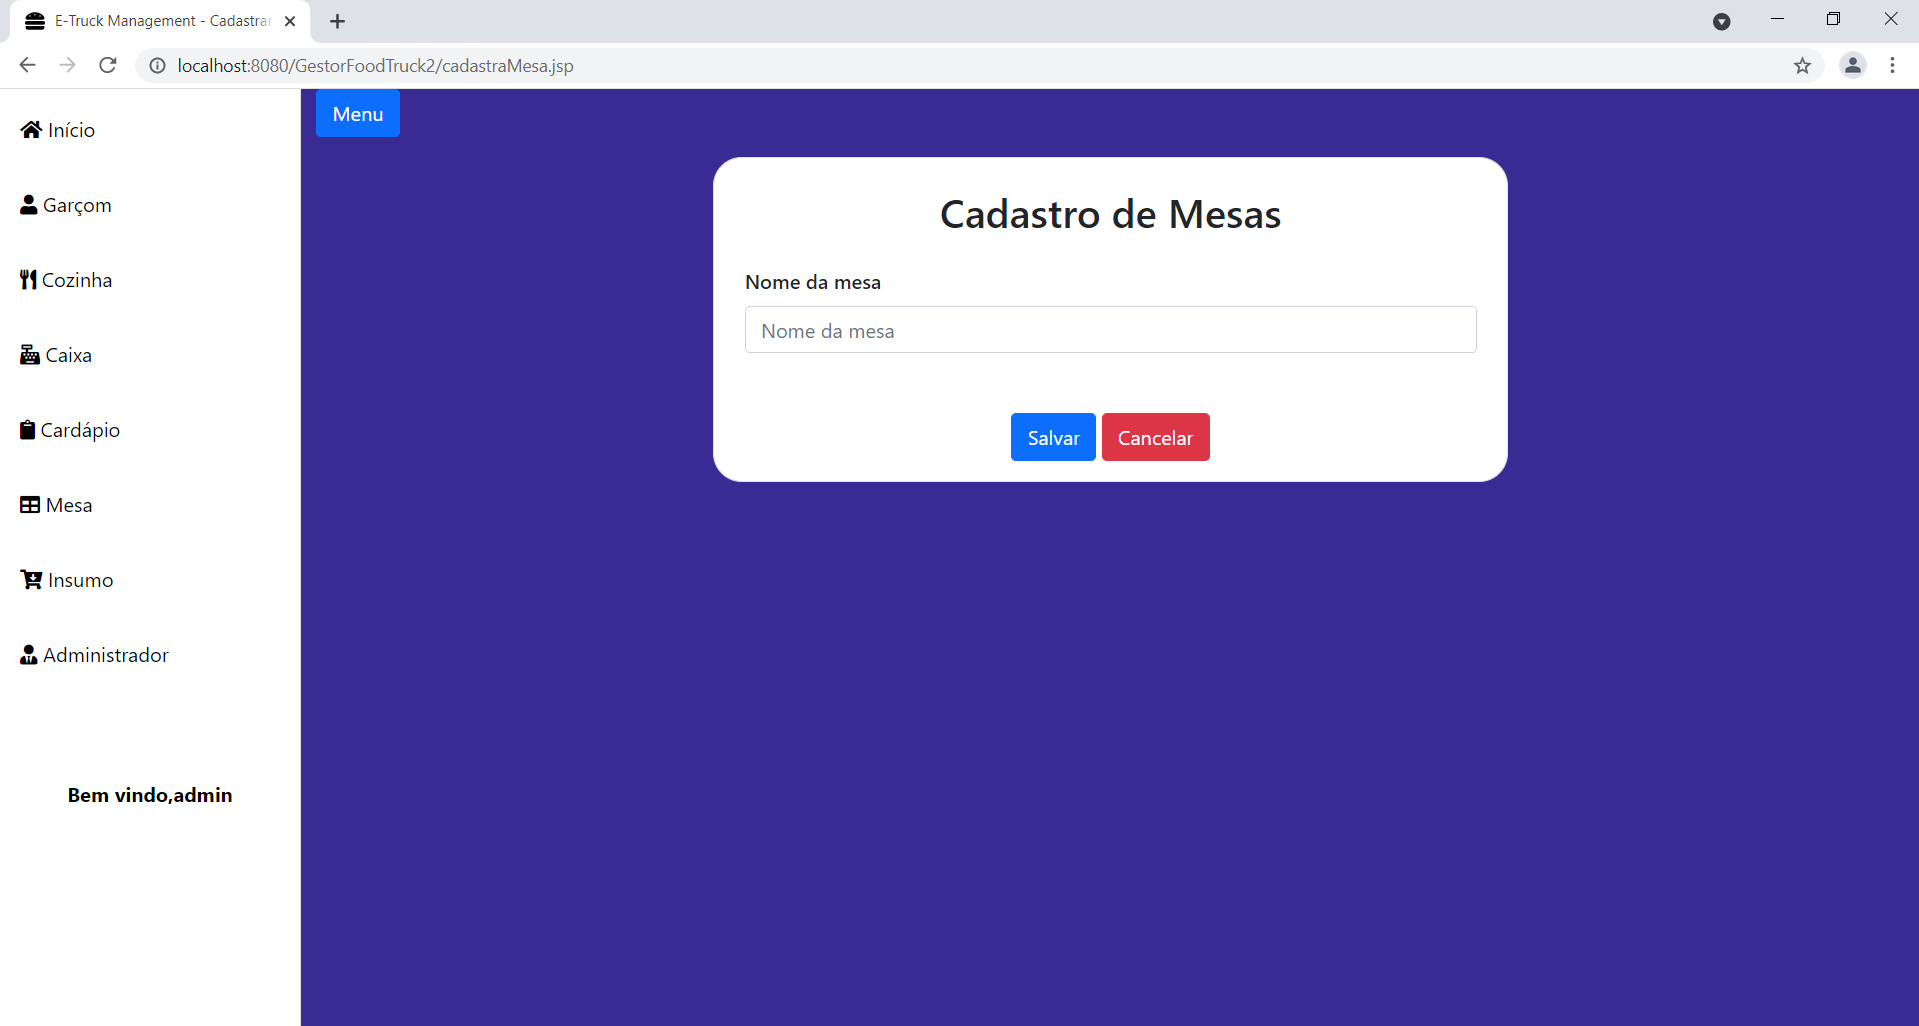 E-Truck Management - Cadastrar
localhost:8080/GestorFoodTruck2/cadastraMesa.jsp
Início
Garçom
Cozinha
Caixa
Cardápio
Mesa
Insumo
Administrador
Bem vindo,admin
Menu
Cadastro de Mesas
Nome da mesa
Nome da mesa
Salvar Cancelar